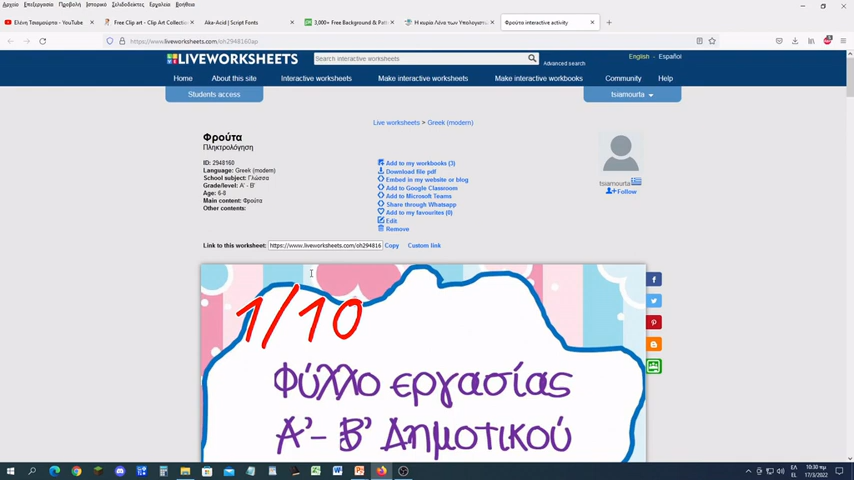 Αρχείο Επεξεργασία Προβολή Ιστορικό Σελιδοδείκτες Εργαλεία Βοήθεια
Ελένη Τσιαμούρτα - YouTube
Free Clip art - Clip Art Collection
Aka-Acid | Script Fonts
3,000+ Free Background & Patt
Η κυρία Λένα των Υπολογιστών
Φρούτα interactive activity
https://www.liveworksheets.com/oh2948160ap
LIVEWORKSHEETS
Search interactive worksheets
Advanced search
English - Español
Home About this site Interactive worksheets Make interactive worksheets Make interactive workbooks Community Help
Students access
tsiamourta
Live worksheets > Greek (modern)
Φρούτα
Πληκτρολόγηση
ID: 2948160
Language: Greek (modern)
School subject: Γλώσσα
Grade/level: Α' - Β'
Age: 6-8
Main content: Φρούτα
Other contents:
Add to my workbooks (3)
Download file pdf
Embed in my website or blog
Add to Google Classroom
Add to Microsoft Teams
Share through Whatsapp
Add to my favourites (0)
Edit
Remove
tsiamourta
Follow
Link to this worksheet: https://www.liveworksheets.com/oh294816 Copy Custom link
1/10
Φύλλο εργασίας
Α'- Β' Δημοτικού
ΕΛ 10:30 πμ
EL 17/3/2022